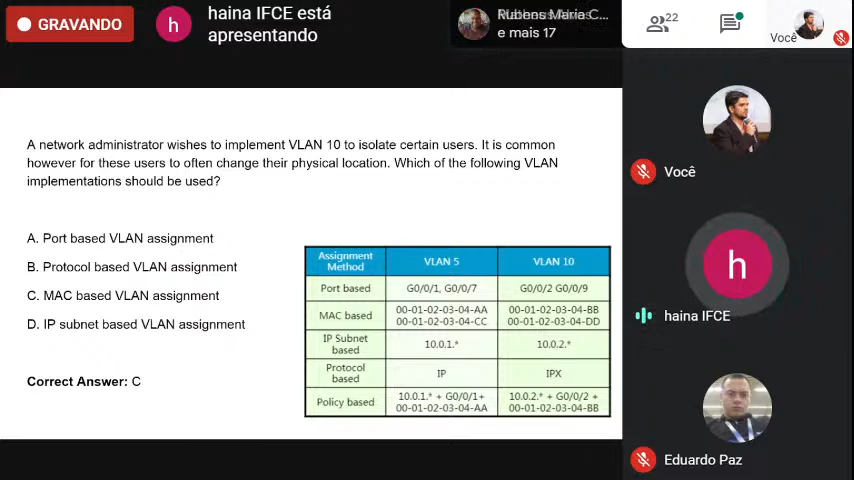 GRAVANDO
h
haina IFCE está
apresentando
e mais 17
22
Você
A network administrator wishes to implement VLAN 10 to isolate certain users. It is common
however for these users to often change their physical location. Which of the following VLAN
implementations should be used?
A. Port based VLAN assignment
B. Protocol based VLAN assignment
C. MAC based VLAN assignment
D. IP subnet based VLAN assignment
Correct Answer: C
Assignment
Method
VLAN 5
VLAN 10
Port based
G0/0/1, G0/0/7
G0/0/2 G0/0/9
MAC based
00-01-02-03-04-AA
00-01-02-03-04-CC
00-01-02-03-04-BB
00-01-02-03-04-DD
IP Subnet
based
10.0.1.*
10.0.2.*
Protocol
based
IP
IPX
Policy based
10.0.1.* + G0/0/1+
00-01-02-03-04-AA
10.0.2.* + G0/0/2 +
00-01-02-03-04-BB
Você
h
haina IFCE
Eduardo Paz